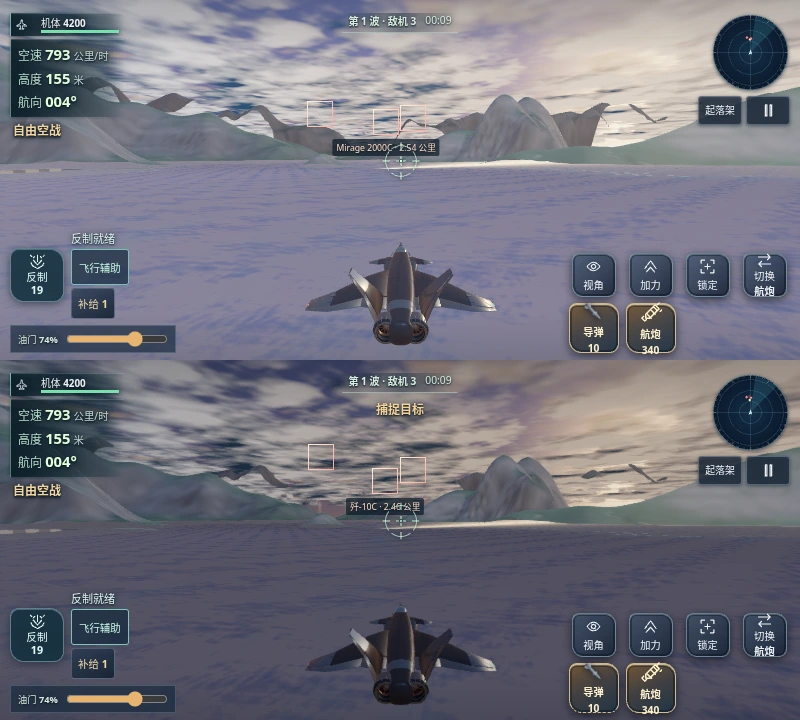 机体 4200
第 1 波 · 敌机 3 00:09
空速 793 公里/时
高度 155 米
航向 004°
自由空战
起落架
Mirage 2000C · 2.54 公里
反制就绪
反制
19
飞行辅助
补给 1
油门 74%
视角
加力
锁定
切换
航炮
导弹
10
航炮
340
机体 4200
第 1 波 · 敌机 3 00:09
捕捉目标
空速 793 公里/时
高度 155 米
航向 004°
自由空战
起落架
歼-10C · 2.46 公里
反制就绪
反制
19
飞行辅助
补给 1
油门 74%
视角
加力
锁定
切换
航炮
导弹
10
航炮
340